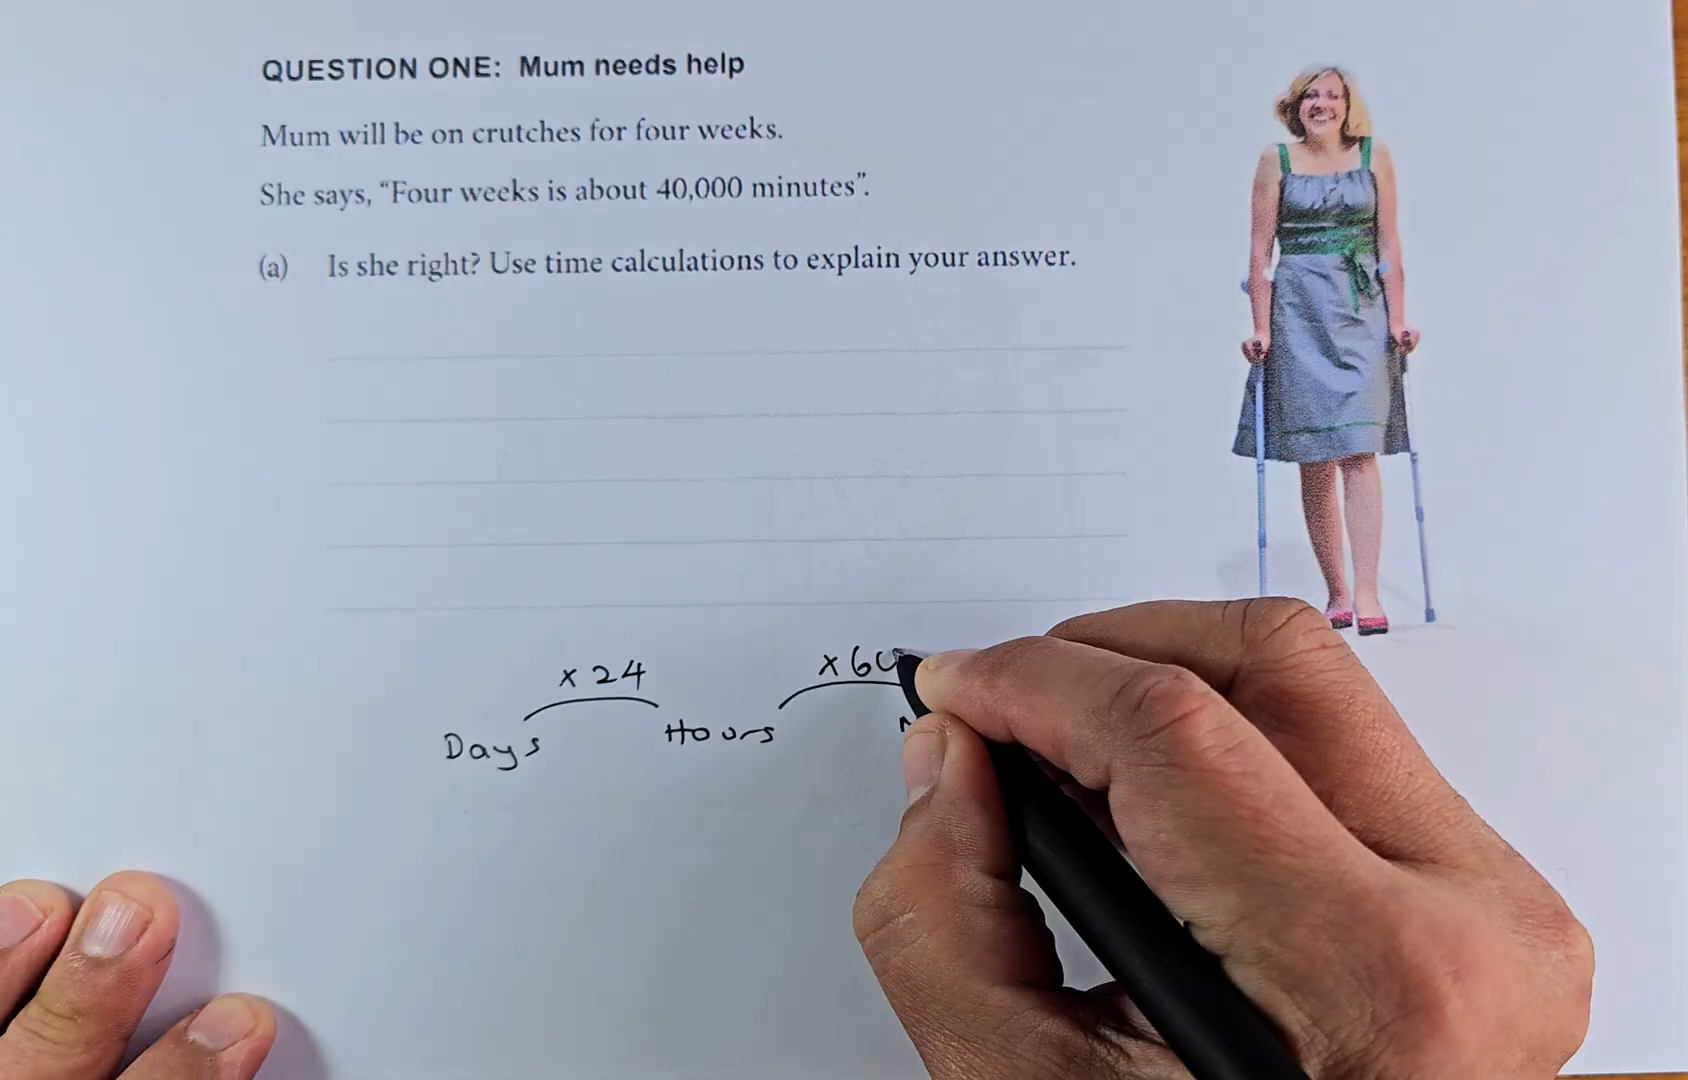 QUESTION ONE: Mum needs help
Mum will be on crutches for four weeks.
She says, “Four weeks is about 40,000 minutes”.
(a) Is she right? Use time calculations to explain your answer.
x 24 x 60
Days Hours